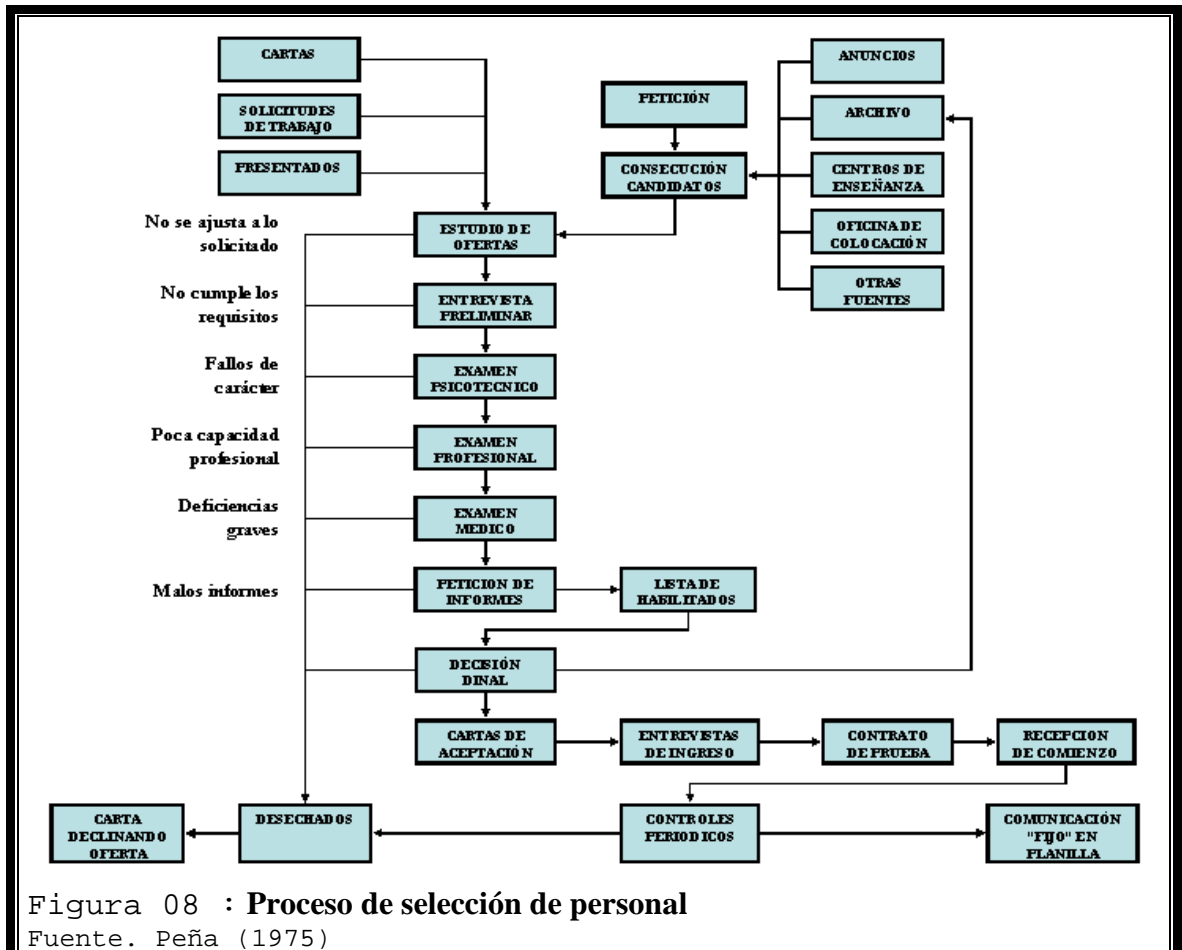 CARTAS
SOLICITUDES
DE TRABAJO
PRESENTADOS
PETICIÓN
CONSECUCIÓN
CANDIDATOS
ANUNCIOS
ARCHIVO
CENTROS DE
ENSEÑANZA
OFICINA DE
COLOCACIÓN
OTRAS
FUENTES
No se ajusta a lo
solicitado
ESTUDIO DE
OFERTAS
No cumple los
requisitos
ENTREVISTA
PRELIMINAR
Fallos de
carácter
EXAMEN
PSICOTECNICO
Poca capacidad
profesional
EXAMEN
PROFESIONAL
Deficiencias
graves
EXAMEN
MEDICO
Malos informes
PETICION DE
INFORMES
LISTA DE
HABILITADOS
DECISIÓN
DINAL
CARTAS DE
ACEPTACIÓN
ENTREVISTAS
DE INGRESO
CONTRATO
DE PRUEBA
RECEPCION
DE COMIENZO
CARTA
DECLINANDO
OFERTA
DESECHADOS
CONTROLES
PERIODICOS
COMUNICACIÓN
"FIJO" EN
PLANILLA
Figura 08 : Proceso de selección de personal
Fuente. Peña (1975)